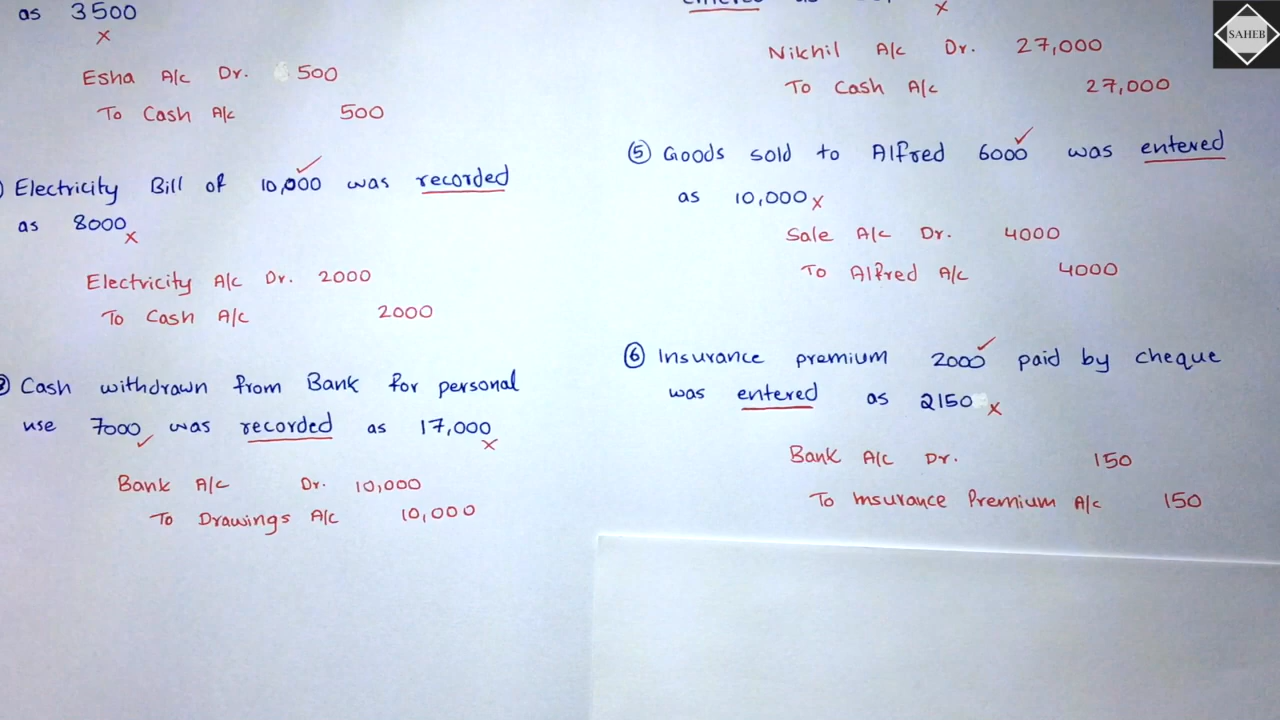 as 3500
x
Esha A/c Dr. 500
To Cash A/c 500
) Electricity Bill of 10,000 was recorded
as 8000 x
Electricity A/c Dr. 2000
To Cash A/c 2000
Cash withdrawn from Bank for personal
use 7000 was recorded as 17,000
x
Bank A/c Dr. 10,000
To Drawings A/c 10,000
x
Nikhil A/c Dr. 27,000
To Cash A/c 27,000
⑤ Goods sold to Alfred 6000 was entered
as 10,000 x
Sale A/c Dr. 4000
To Alfred A/c 4000
⑥ Insurance premium 2000 paid by cheque
was entered as 2150 x
Bank A/c Dr. 150
To Insurance Premium A/c 150
SAHEB